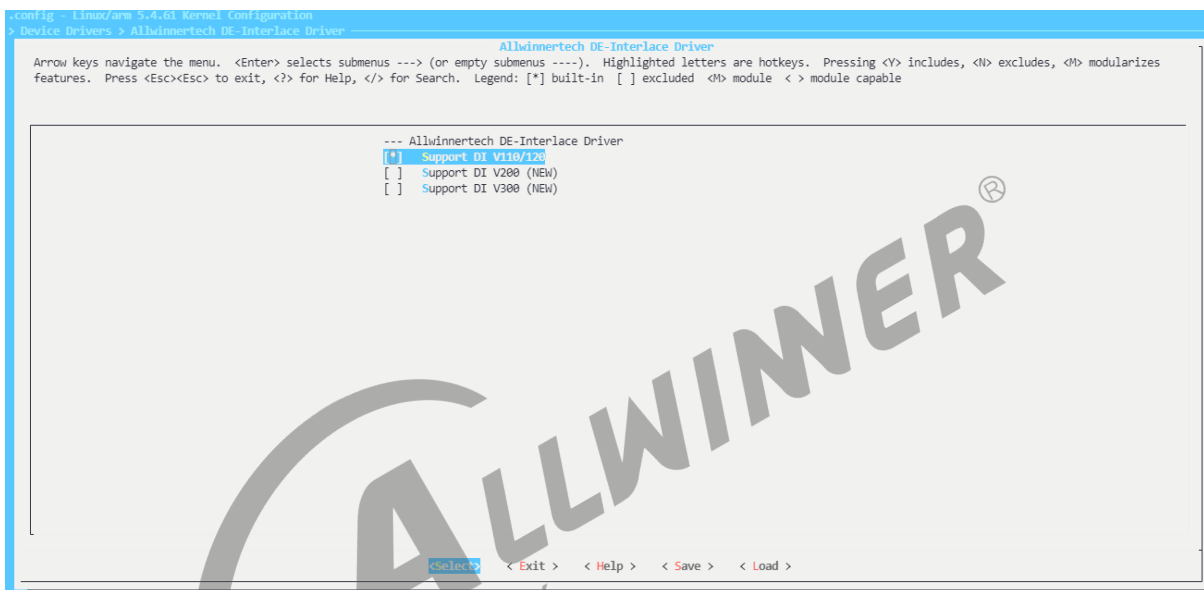 .config - Linux/arm 5.4.61 Kernel Configuration
> Device Drivers > Allwinnertech DE-Interlace Driver
Allwinnertech DE-Interlace Driver
Arrow keys navigate the menu. <Enter> selects submenus ---> (or empty submenus ----). Highlighted letters are hotkeys. Pressing <Y> includes, <N> excludes, <M> modularizes
features. Press <Esc><Esc> to exit, <?> for Help, </> for Search. Legend: [*] built-in [ ] excluded <M> module < > module capable
--- Allwinnertech DE-Interlace Driver
[*] Support DI V110/120
[ ] Support DI V200 (NEW)
[ ] Support DI V300 (NEW)
ALLWINNER®
<Select> < Exit > < Help > < Save > < Load >